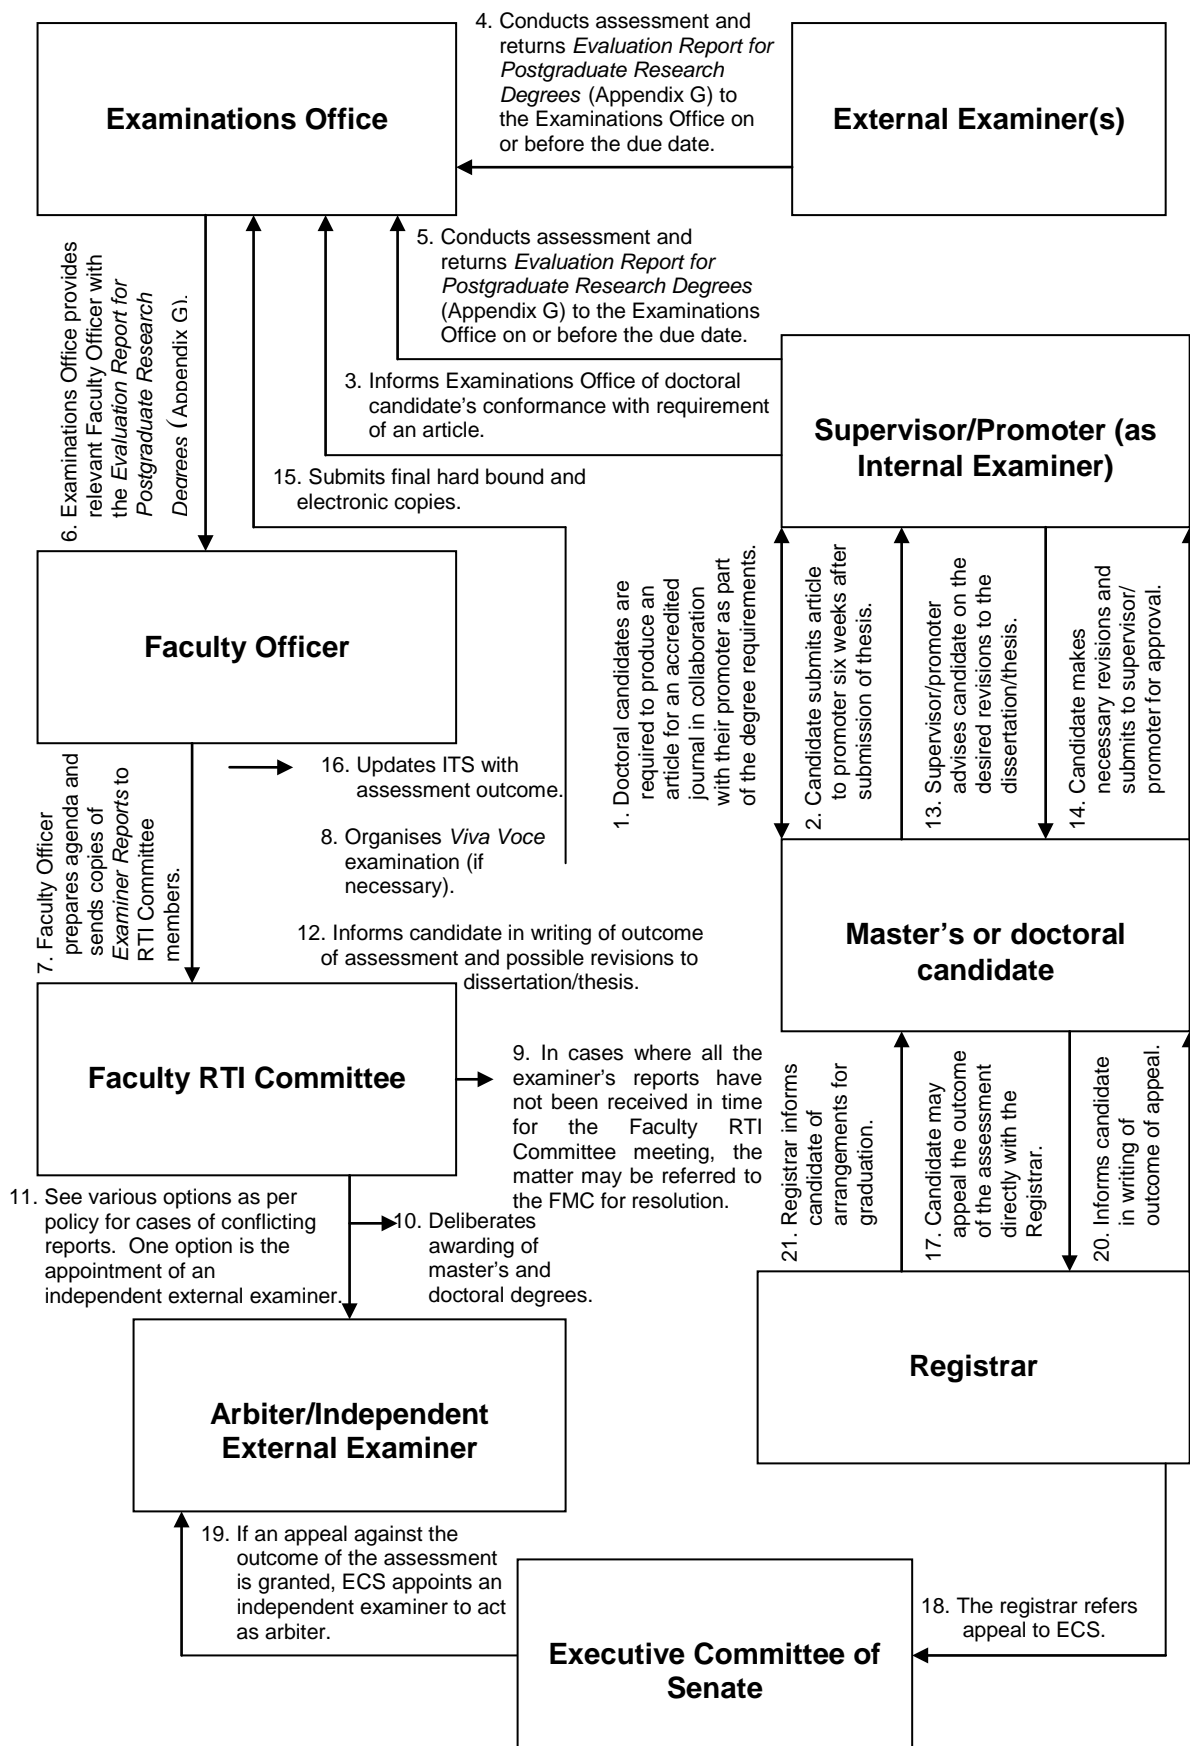 Examinations Office
4. Conducts assessment and
returns Evaluation Report for
Postgraduate Research
Degrees (Appendix G) to
the Examinations Office on
or before the due date.
External Examiner(s)
5. Conducts assessment and
returns Evaluation Report for
Postgraduate Research Degrees
(Appendix G) to the Examinations
Office on or before the due date.
6. Examinations Office provides
relevant Faculty Officer with
the Evaluation Report for
Postgraduate Research
Degrees (Appendix G).
3. Informs Examinations Office of doctoral
candidate's conformance with requirement
of an article.
Supervisor/Promoter (as
Internal Examiner)
15. Submits final hard bound and
electronic copies.
Faculty Officer
1. Doctoral candidates are
required to produce an
article for an accredited
journal in collaboration
with their promoter as part
of the degree requirements.
2. Candidate submits article
to promoter six weeks after
submission of thesis.
13. Supervisor/promoter
advises candidate on the
desired revisions to the
dissertation/thesis.
14. Candidate makes
necessary revisions and
submits to supervisor/
promoter for approval.
16. Updates ITS with
assessment outcome.
8. Organises Viva Voce
examination (if
necessary).
7. Faculty Officer
prepares agenda and
sends copies of
Examiner Reports to
RTI Committee
members.
12. Informs candidate in writing of outcome
of assessment and possible revisions to
dissertation/thesis.
Master's or doctoral
candidate
Faculty RTI Committee
9. In cases where all the
examiner's reports have
not been received in time
for the Faculty RTI
Committee meeting, the
matter may be referred to
the FMC for resolution.
21. Registrar informs
candidate of
arrangements for
graduation.
17. Candidate may
appeal the outcome
of the assessment
directly with the
Registrar.
20. Informs candidate
in writing of
outcome of appeal.
11. See various options as per
policy for cases of conflicting
reports. One option is the
appointment of an
independent external examiner.
10. Deliberates
awarding of
master's and
doctoral degrees.
Arbiter/Independent
External Examiner
Registrar
19. If an appeal against the
outcome of the assessment
is granted, ECS appoints an
independent examiner to act
as arbiter.
18. The registrar refers
appeal to ECS.
Executive Committee of
Senate